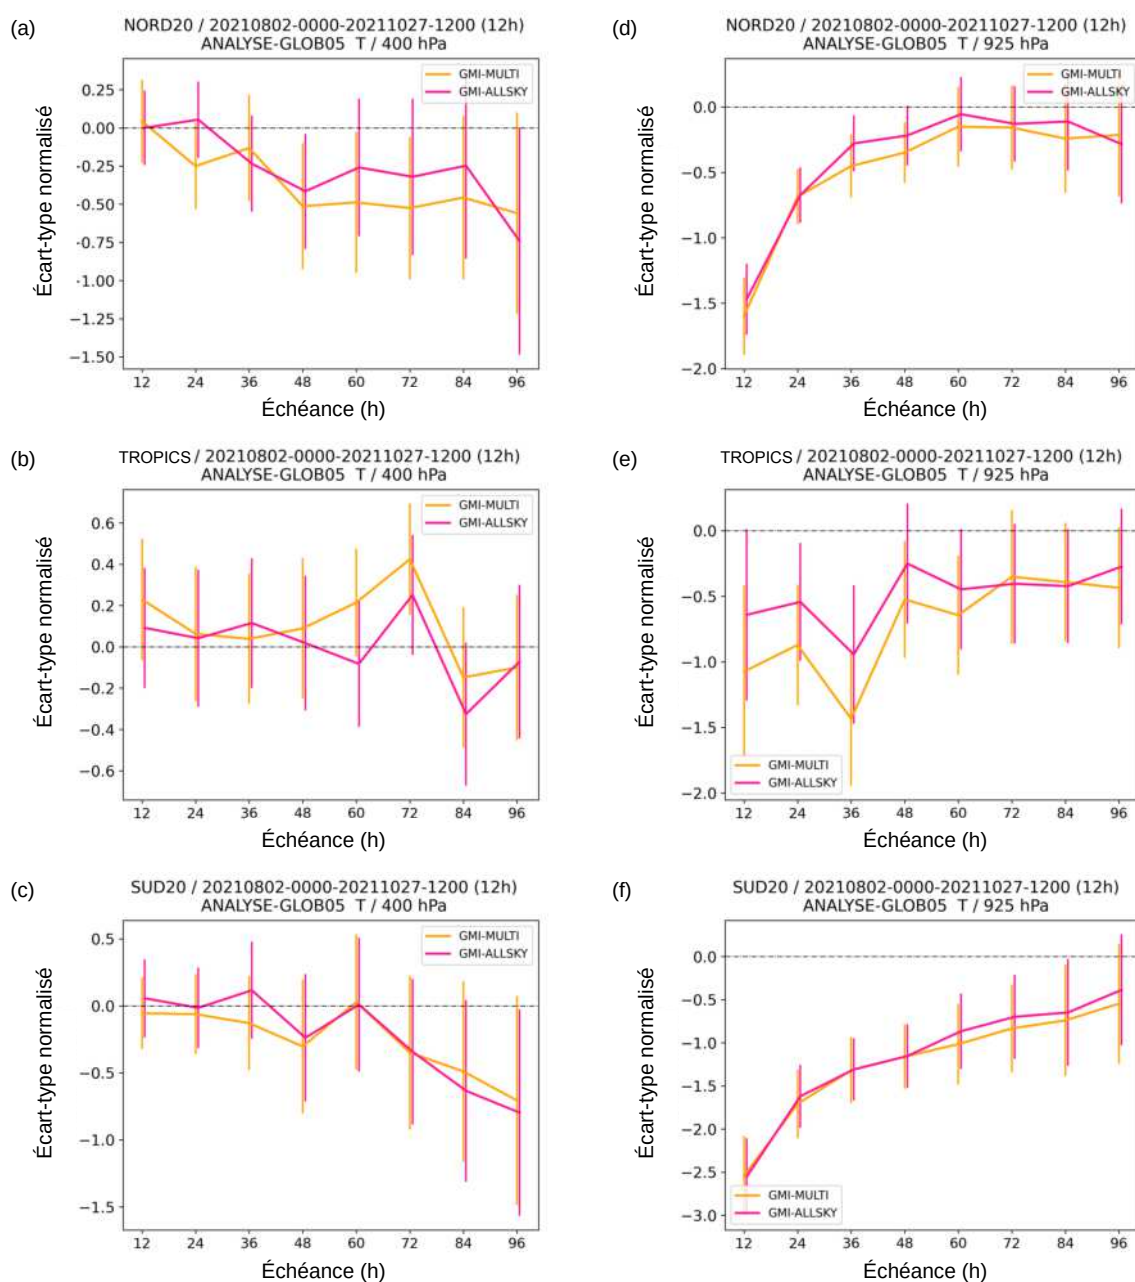 (a)
NORD20 / 20210802-0000-20211027-1200 (12h)
ANALYSE-GLOB05 T / 400 hPa
GMI-MULTI
GMI-ALLSKY
Écart-type normalisé
0.25
0.00
-0.25
-0.50
-0.75
-1.00
-1.25
−1.50
12 24 36 48 60 72 84 96
Échéance (h)
(d)
NORD20 / 20210802-0000-20211027-1200 (12h)
ANALYSE-GLOB05 T / 925 hPa
GMI-MULTI
GMI-ALLSKY
Écart-type normalisé
0.0
−0.5
−1.0
−1.5
−2.0
12 24 36 48 60 72 84 96
Échéance (h)
(b)
TROPICS / 20210802-0000-20211027-1200 (12h)
ANALYSE-GLOB05 T / 400 hPa
GMI-MULTI
GMI-ALLSKY
Écart-type normalisé
0.6
0.4
0.2
0.0
−0.2
−0.4
−0.6
12 24 36 48 60 72 84 96
Échéance (h)
(e)
TROPICS / 20210802-0000-20211027-1200 (12h)
ANALYSE-GLOB05 T / 925 hPa
Écart-type normalisé
0.0
−0.5
−1.0
−1.5
−2.0
GMI-MULTI
GMI-ALLSKY
12 24 36 48 60 72 84 96
Échéance (h)
(c)
SUD20 / 20210802-0000-20211027-1200 (12h)
ANALYSE-GLOB05 T / 400 hPa
GMI-MULTI
GMI-ALLSKY
Écart-type normalisé
0.5
0.0
−0.5
−1.0
−1.5
12 24 36 48 60 72 84 96
Échéance (h)
(f)
SUD20 / 20210802-0000-20211027-1200 (12h)
ANALYSE-GLOB05 T / 925 hPa
Écart-type normalisé
0.0
−0.5
−1.0
−1.5
−2.0
−2.5
−3.0
GMI-MULTI
GMI-ALLSKY
12 24 36 48 60 72 84 96
Échéance (h)